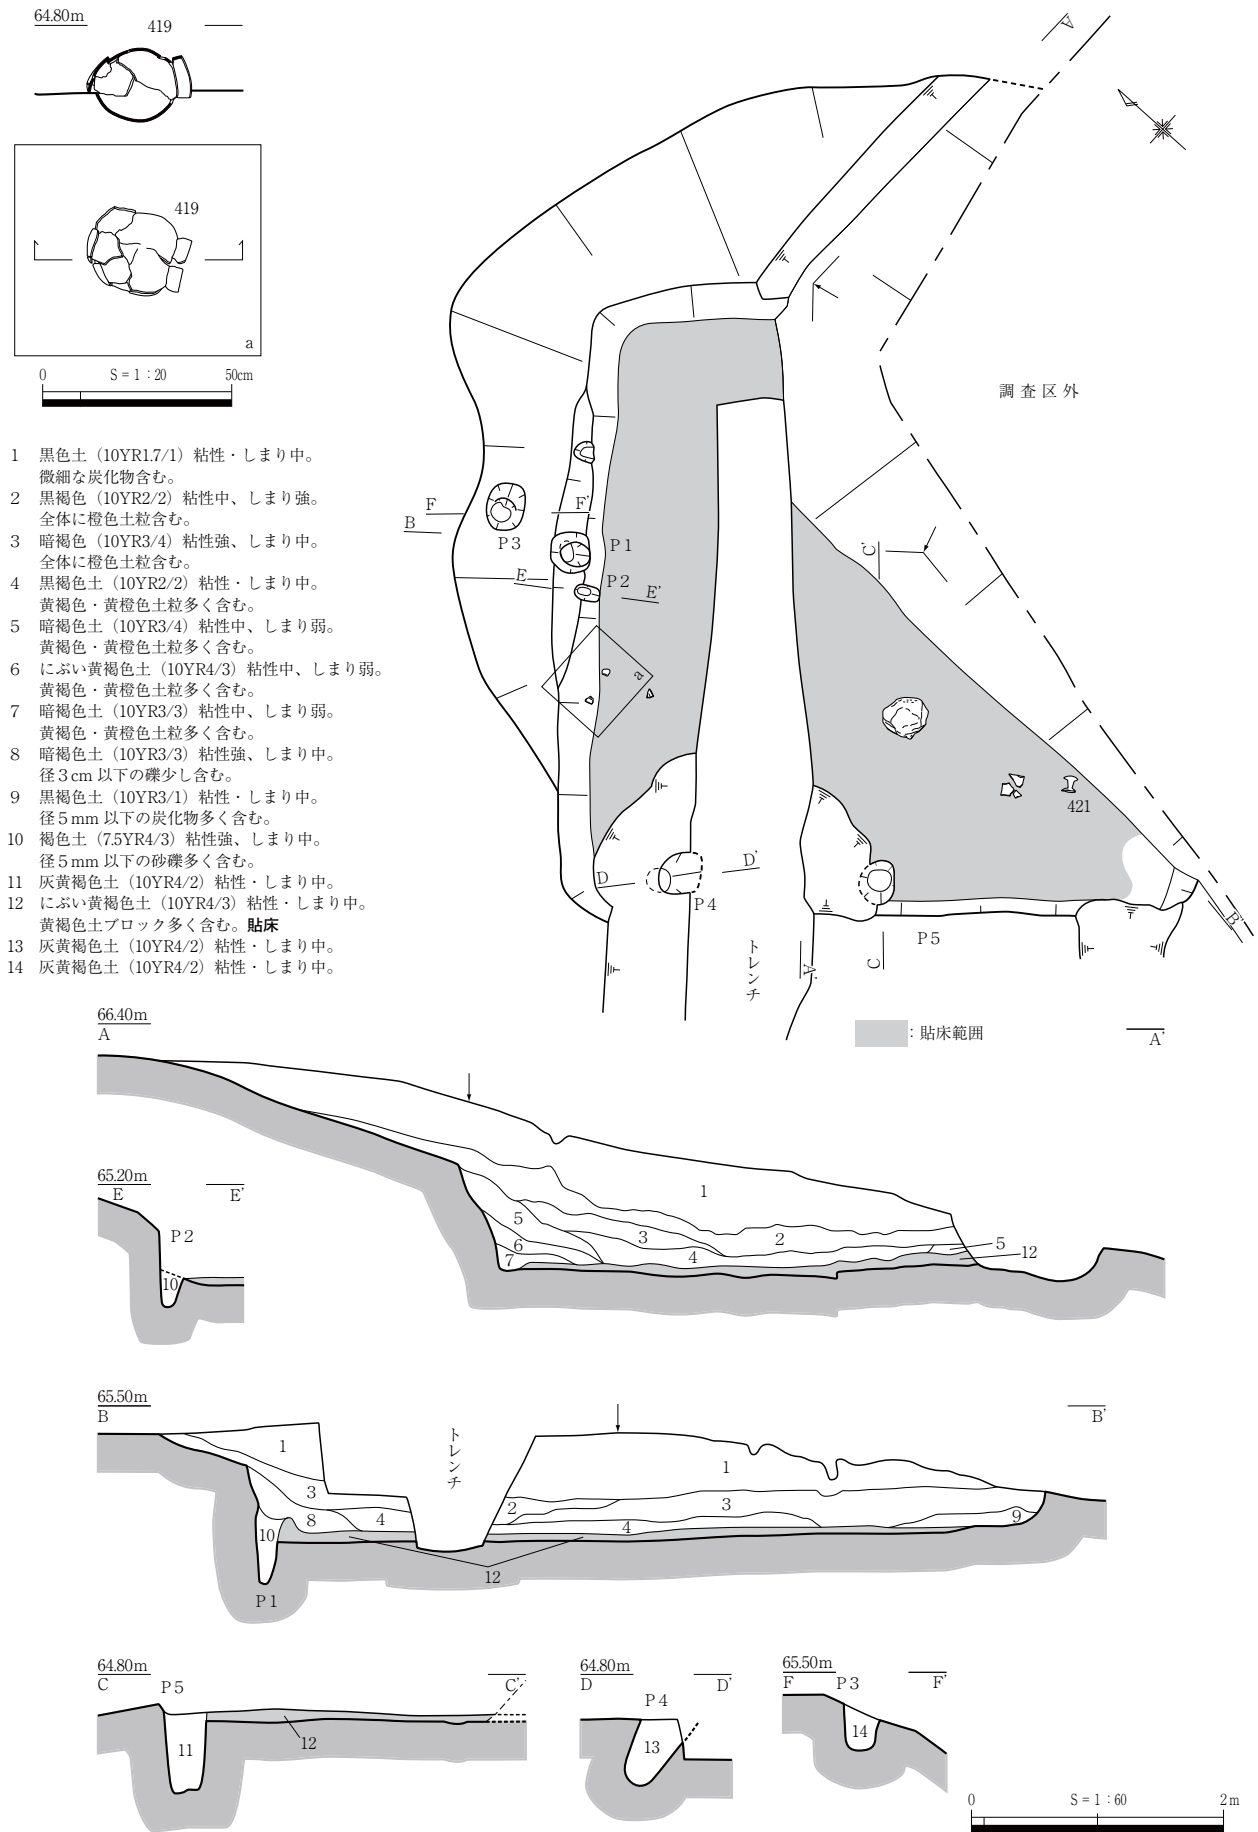 64.80m
419
419
a
0 S = 1 : 20 50cm
1 黒色土（10YR1.7/1）粘性・しまり中。
微細な炭化物含む。
2 黒褐色（10YR2/2）粘性中、しまり強。
全体に橙色土粒含む。
3 暗褐色（10YR3/4）粘性強、しまり中。
全体に橙色土粒含む。
4 黒褐色土（10YR2/2）粘性・しまり中。
黄褐色・黄橙色土粒多く含む。
5 暗褐色土（10YR3/4）粘性中、しまり弱。
黄褐色・黄橙色土粒多く含む。
6 にぶい黄褐色土（10YR4/3）粘性中、しまり弱。
黄褐色・黄橙色土粒多く含む。
7 暗褐色土（10YR3/3）粘性中、しまり弱。
黄褐色・黄橙色土粒多く含む。
8 暗褐色土（10YR3/3）粘性強、しまり中。
径３cm 以下の礫少し含む。
9 黒褐色土（10YR3/1）粘性・しまり中。
径５mm 以下の炭化物多く含む。
10 褐色土（7.5YR4/3）粘性強、しまり中。
径５mm 以下の砂礫多く含む。
11 灰黄褐色土（10YR4/2）粘性・しまり中。
12 にぶい黄褐色土（10YR4/3）粘性・しまり中。
黄褐色土ブロック多く含む。貼床
13 灰黄褐色土（10YR4/2）粘性・しまり中。
14 灰黄褐色土（10YR4/2）粘性・しまり中。
A
調査区外
F
F'
B
P3
P1
C'
E
P2
E'
a
421
D
D'
P4
B'
P5
トレンチ
A'
C
：貼床範囲
66.40m
A
A'
1
5
3
2
6
4
7
5
12
65.20m
E
E'
P2
10
65.50m
B
B'
トレンチ
1
1
3
2
3
8
4
4
9
10
12
P1
64.80m
C
C'
P5
11
12
64.80m
D
D'
P4
13
65.50m
F
F'
P3
14
0 S = 1 : 60 2m